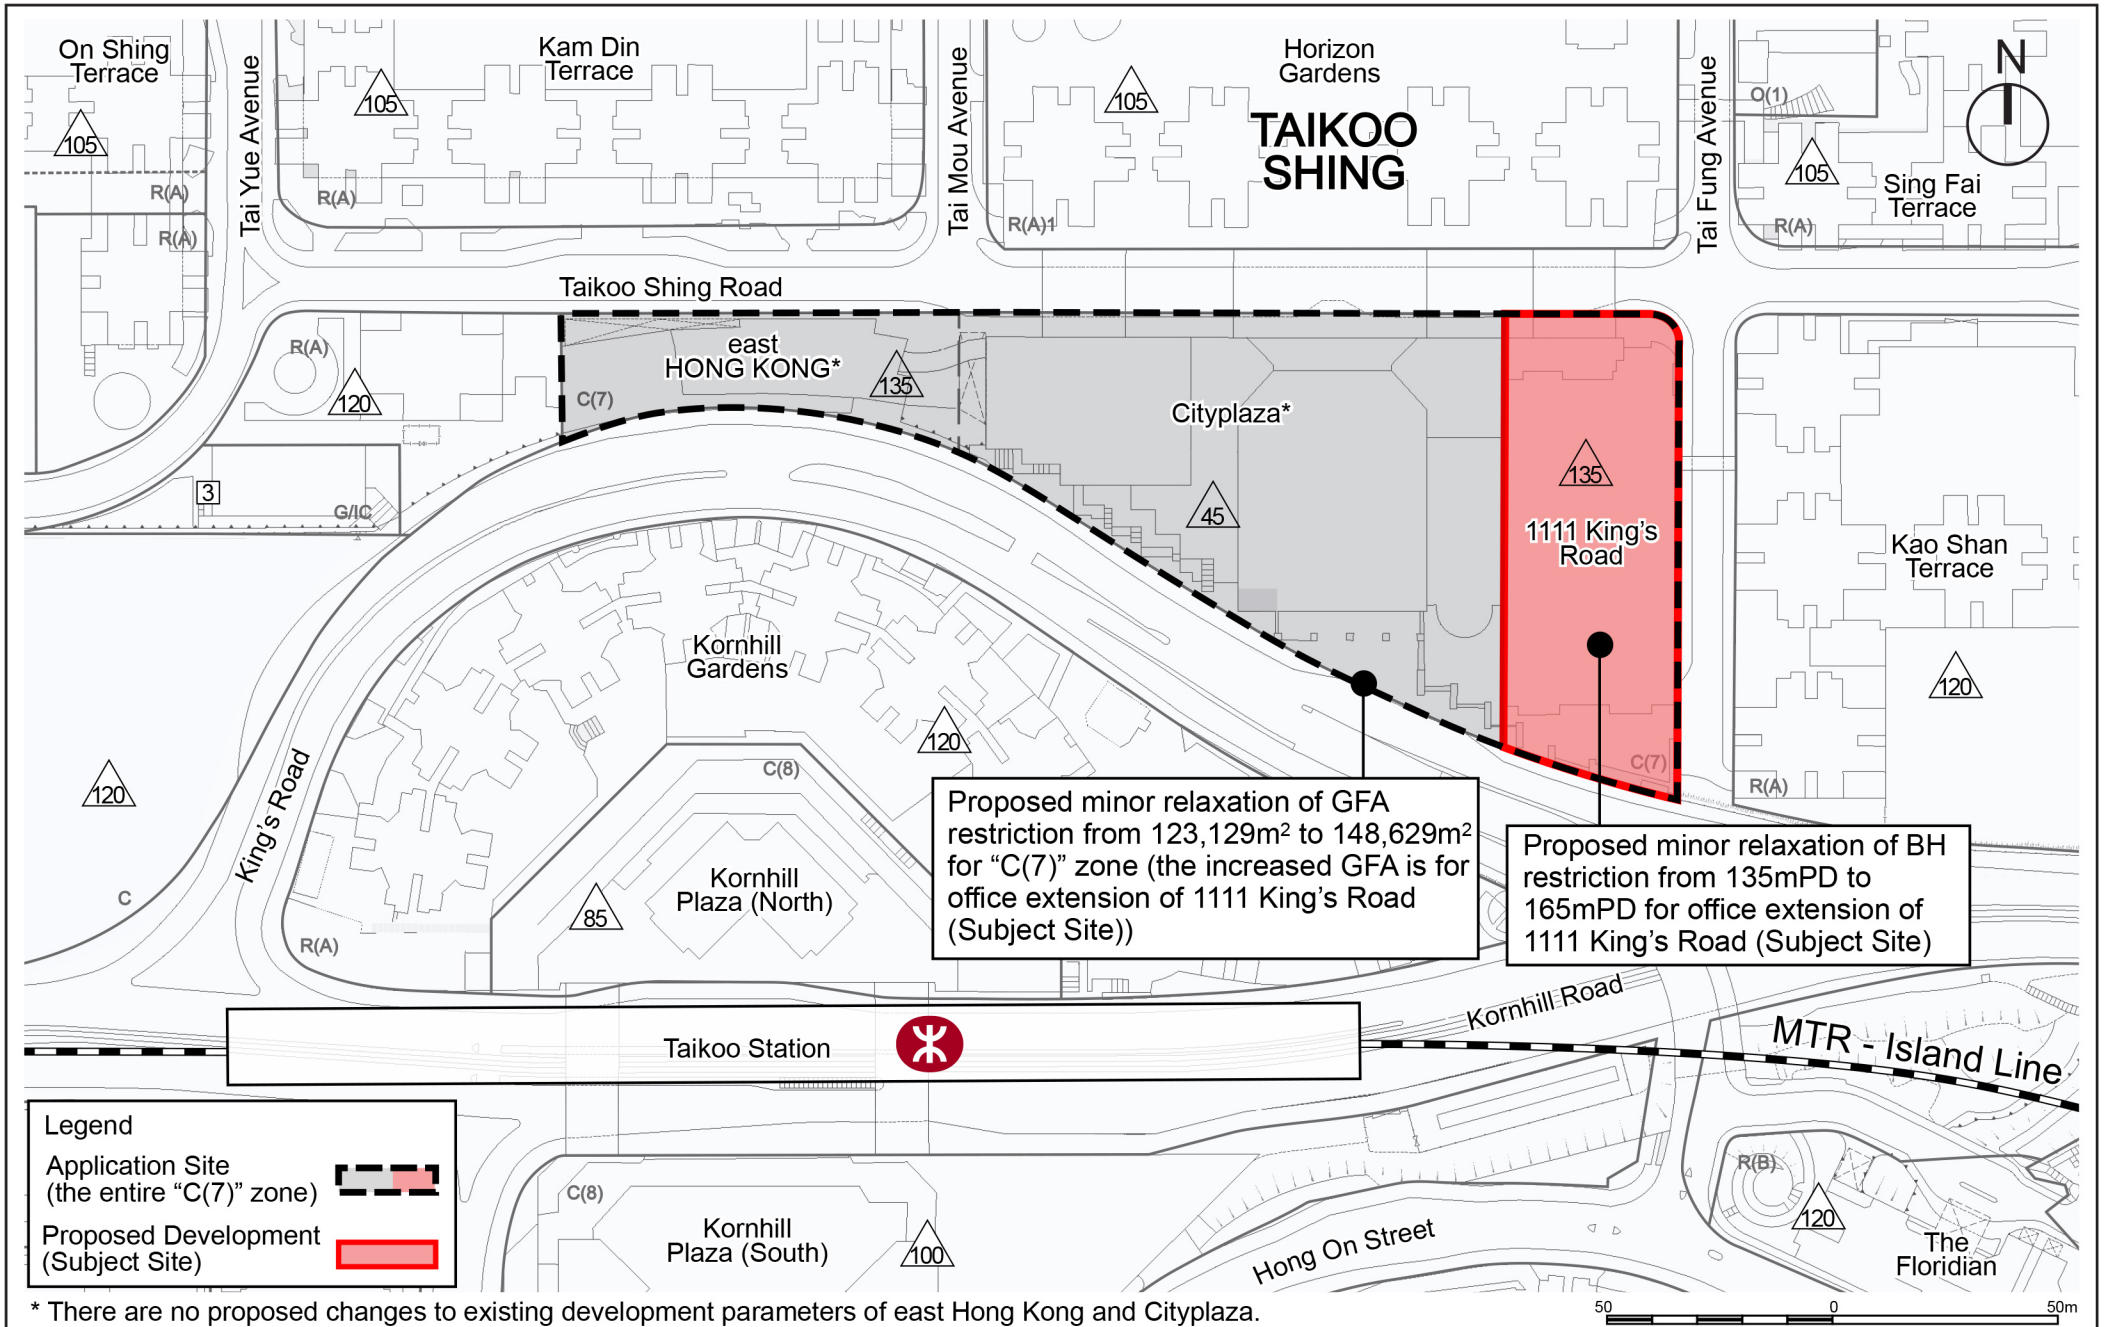 On Shing
Terrace
105
R(A)
R(A)
Tai Yue Avenue
Kam Din
Terrace
105
R(A)
Tai Mou Avenue
Horizon
Gardens
105
TAIKOO
SHING
R(A)1
Tai Fung Avenue
O(1)
105
Sing Fai
Terrace
R(A)
N
Taikoo Shing Road
R(A)
120
3
G/IC
east
HONG KONG*
135
C(7)
Cityplaza*
45
135
1111 King's
Road
C(7)
Kao Shan
Terrace
120
R(A)
Kornhill
Gardens
120
C(8)
120
C
King's Road
R(A)
Kornhill
Plaza (North)
85
Proposed minor relaxation of GFA
restriction from 123,129m² to 148,629m²
for “C(7)” zone (the increased GFA is for
office extension of 1111 King's Road
(Subject Site))
Proposed minor relaxation of BH
restriction from 135mPD to
165mPD for office extension of
1111 King's Road (Subject Site)
Taikoo Station
Kornhill Road
MTR - Island Line
Legend
Application Site
(the entire “C(7)” zone)
Proposed Development
(Subject Site)
C(8)
Kornhill
Plaza (South)
100
Hong On Street
R(B)
120
The
Floridian
* There are no proposed changes to existing development parameters of east Hong Kong and Cityplaza.
50 0 50m